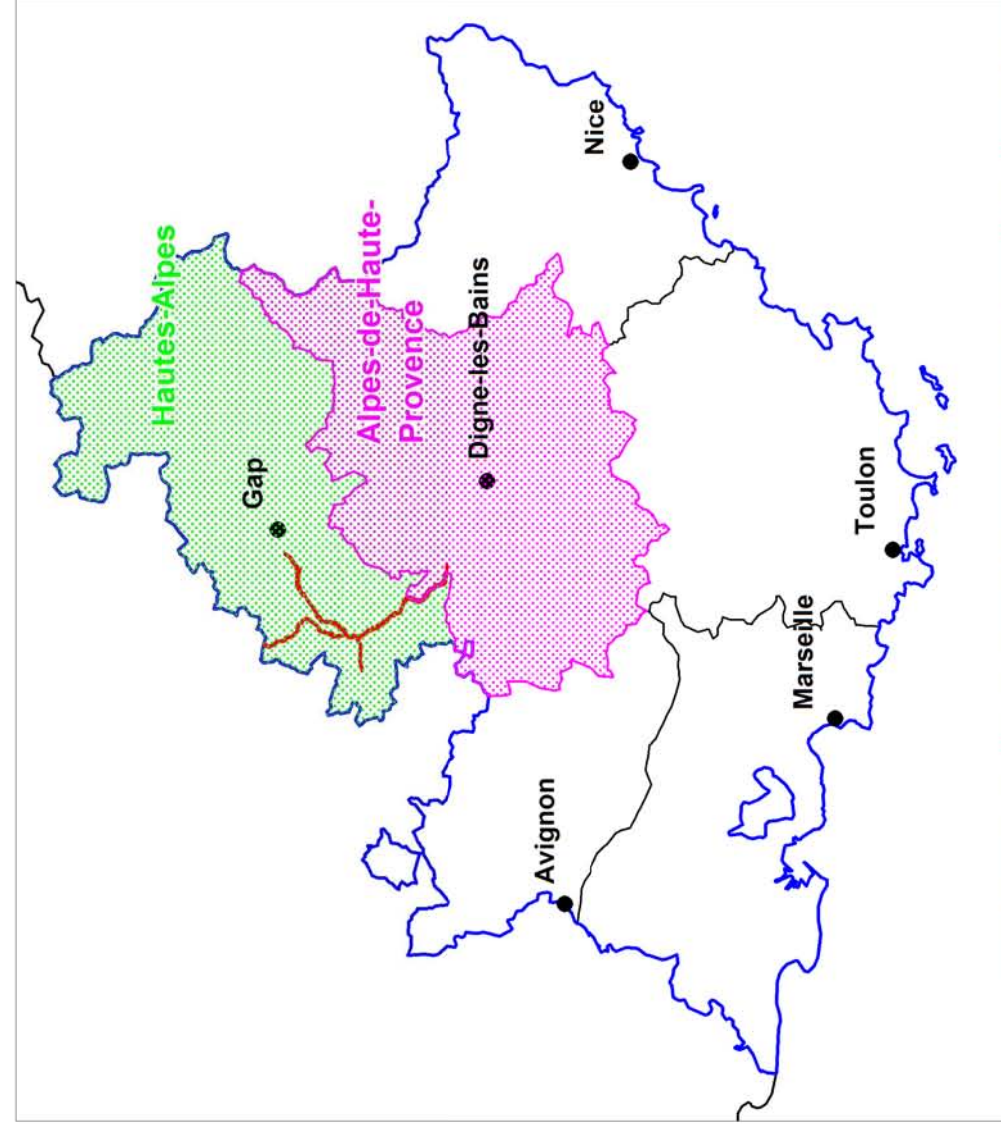 Hautes-Alpes
Gap
Alpes-de-Haute-
Provence
Digne-les-Bains
Nice
Avignon
Marseille
Toulon